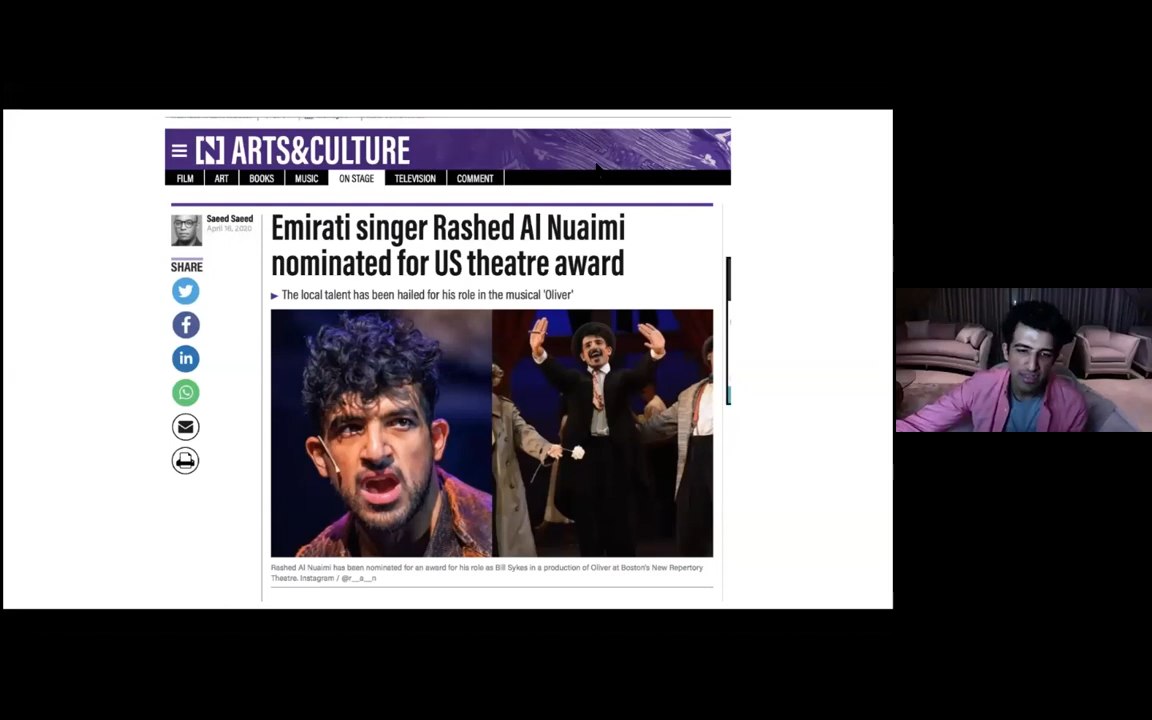 ARTS&CULTURE
FILM ART BOOKS MUSIC ON STAGE TELEVISION COMMENT
Saeed Saeed
April 16, 2020
SHARE
Emirati singer Rashed Al Nuaimi
nominated for US theatre award
The local talent has been hailed for his role in the musical 'Oliver'
Rashed Al Nuaimi has been nominated for an award for his role as Bill Sykes in a production of Oliver at Boston's New Repertory
Theatre. Instagram / @r__a__n